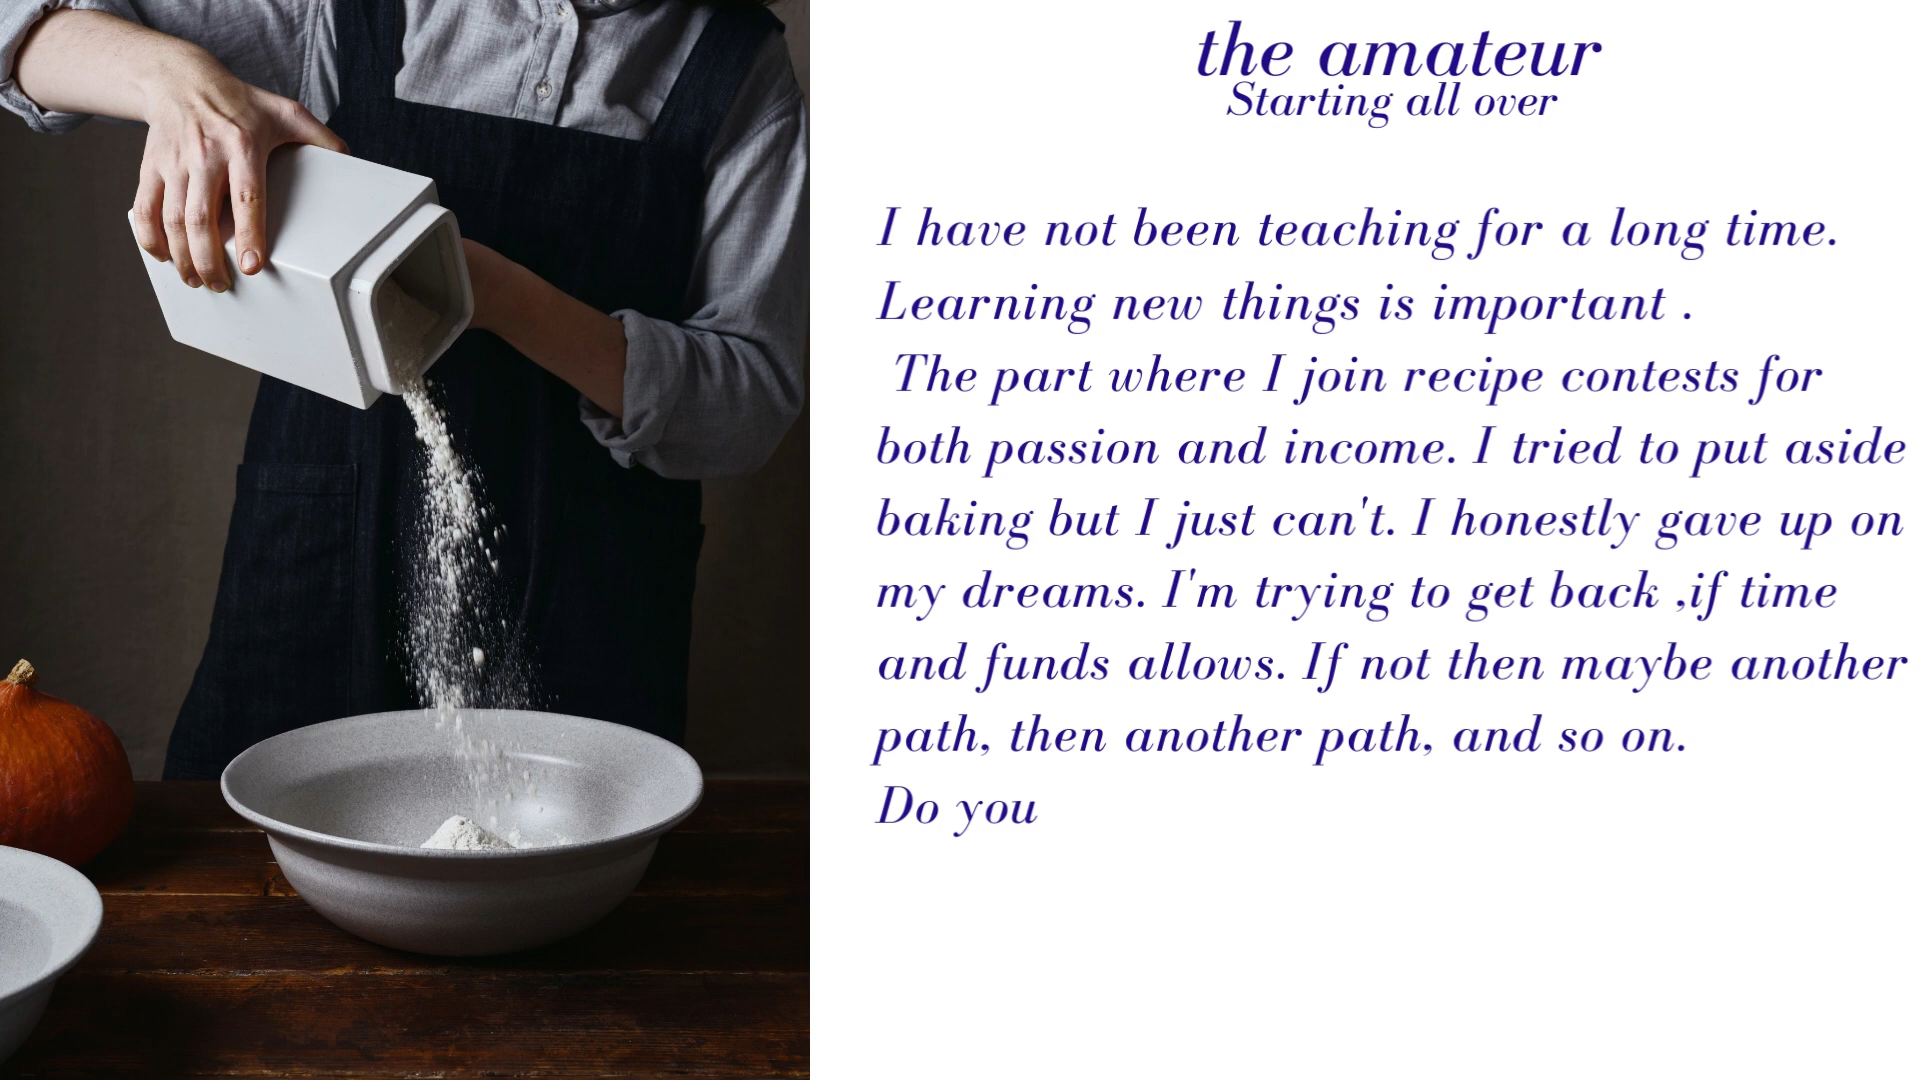 the amateur
Starting all over
I have not been teaching for a long time.
Learning new things is important .
The part where I join recipe contests for
both passion and income. I tried to put aside
baking but I just can't. I honestly gave up on
my dreams. I'm trying to get back ,if time
and funds allows. If not then maybe another
path, then another path, and so on.
Do you